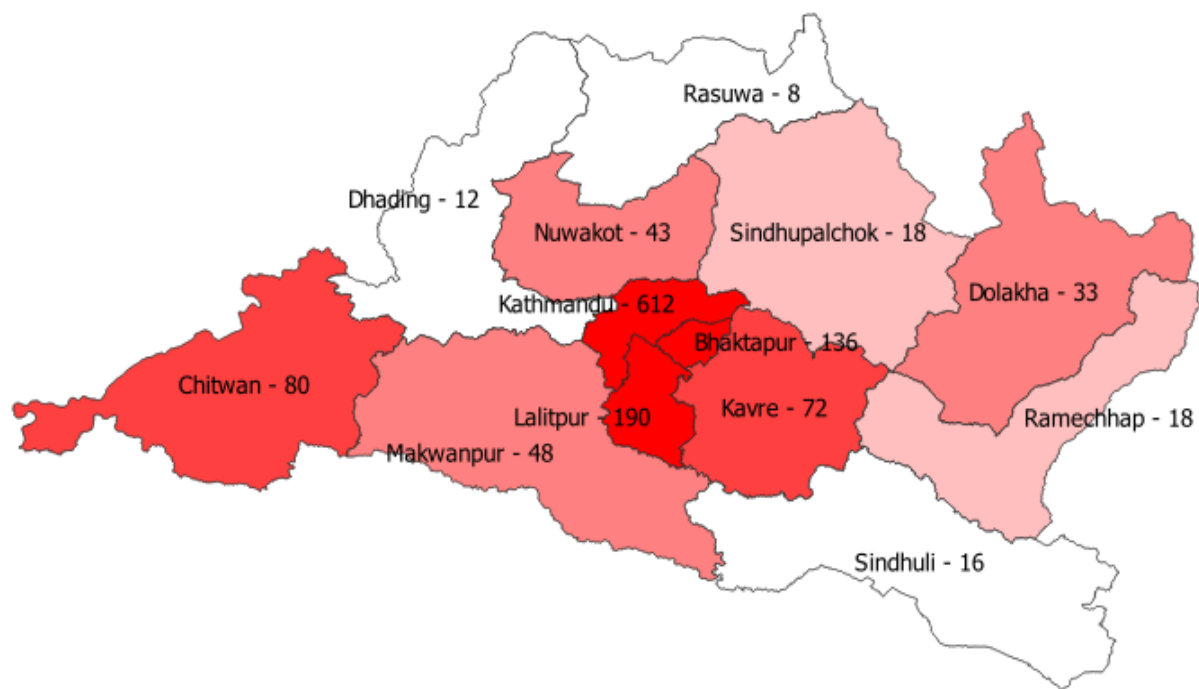 Rasuwa - 8
Dhading - 12
Nuwakot - 43
Sindhupalchok - 18
Dolakha - 33
Kathmandu - 612
Bhaktapur - 136
Chitwan - 80
Lalitpur - 190
Kavre - 72
Ramechhap - 18
Makwanpur - 48
Sindhuli - 16